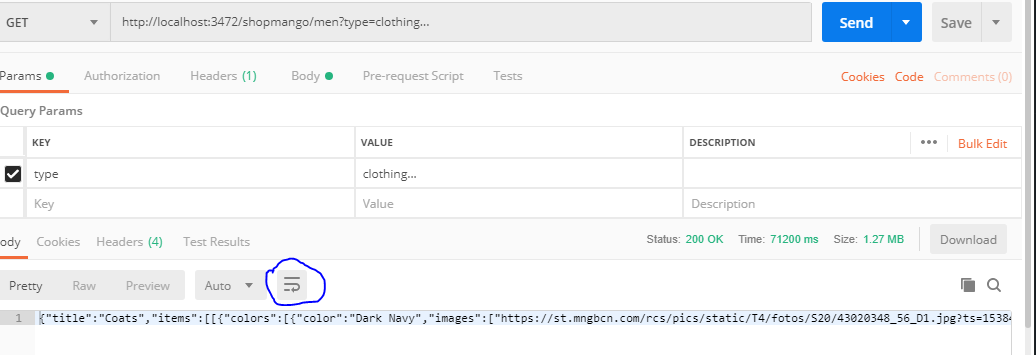 GET http://localhost:3472/shopmango/men?type=clothing... Send Save
Params Authorization Headers (1) Body Pre-request Script Tests Cookies Code Comments (0)
Query Params
KEY VALUE DESCRIPTION ••• Bulk Edit
type clothing...
Key Value Description
ody Cookies Headers (4) Test Results Status: 200 OK Time: 71200 ms Size: 1.27 MB Download
Pretty Raw Preview Auto
1 {"title":"Coats","items":[[{"colors":[{"color":"Dark Navy","images":["https://st.mngbcn.com/rcs/pics/static/T4/fotos/S20/43020348_56_D1.jpg?ts=15384